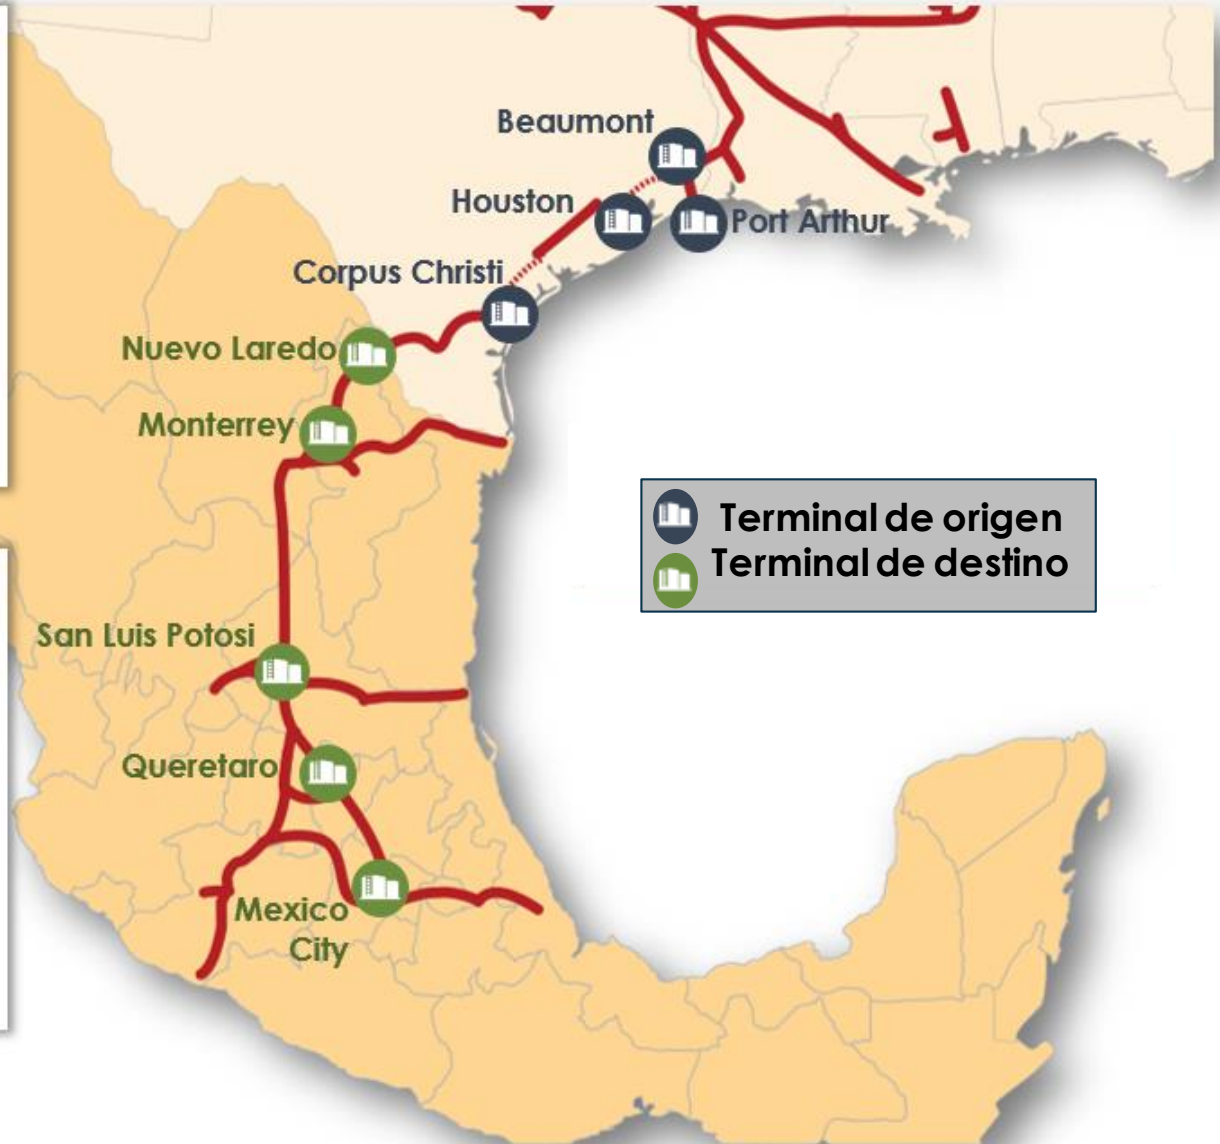 Beaumont
Houston
Port Arthur
Corpus Christi
Nuevo Laredo
Monterrey
Terminal de origen
Terminal de destino
San Luis Potosi
Queretaro
Mexico
City